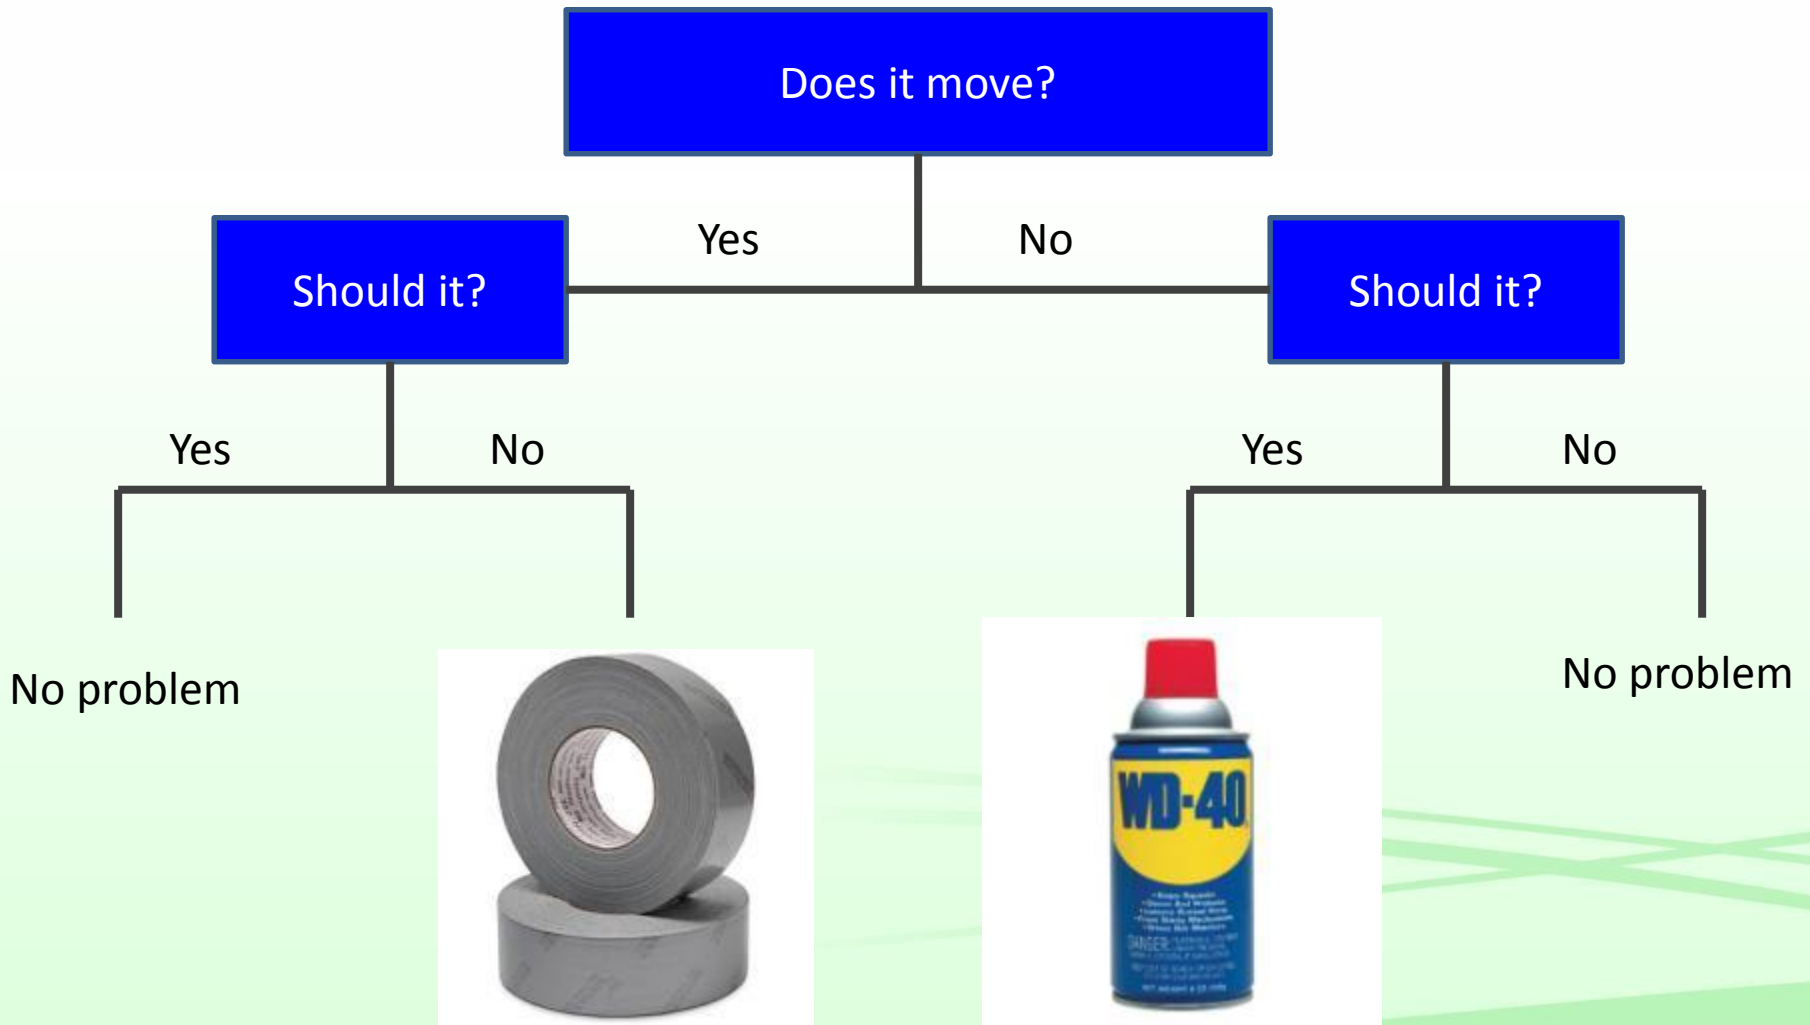 Does it move?
Yes
No
Should it?
Should it?
Yes
No
Yes
No
No problem
No problem
WD-40
DANGER: